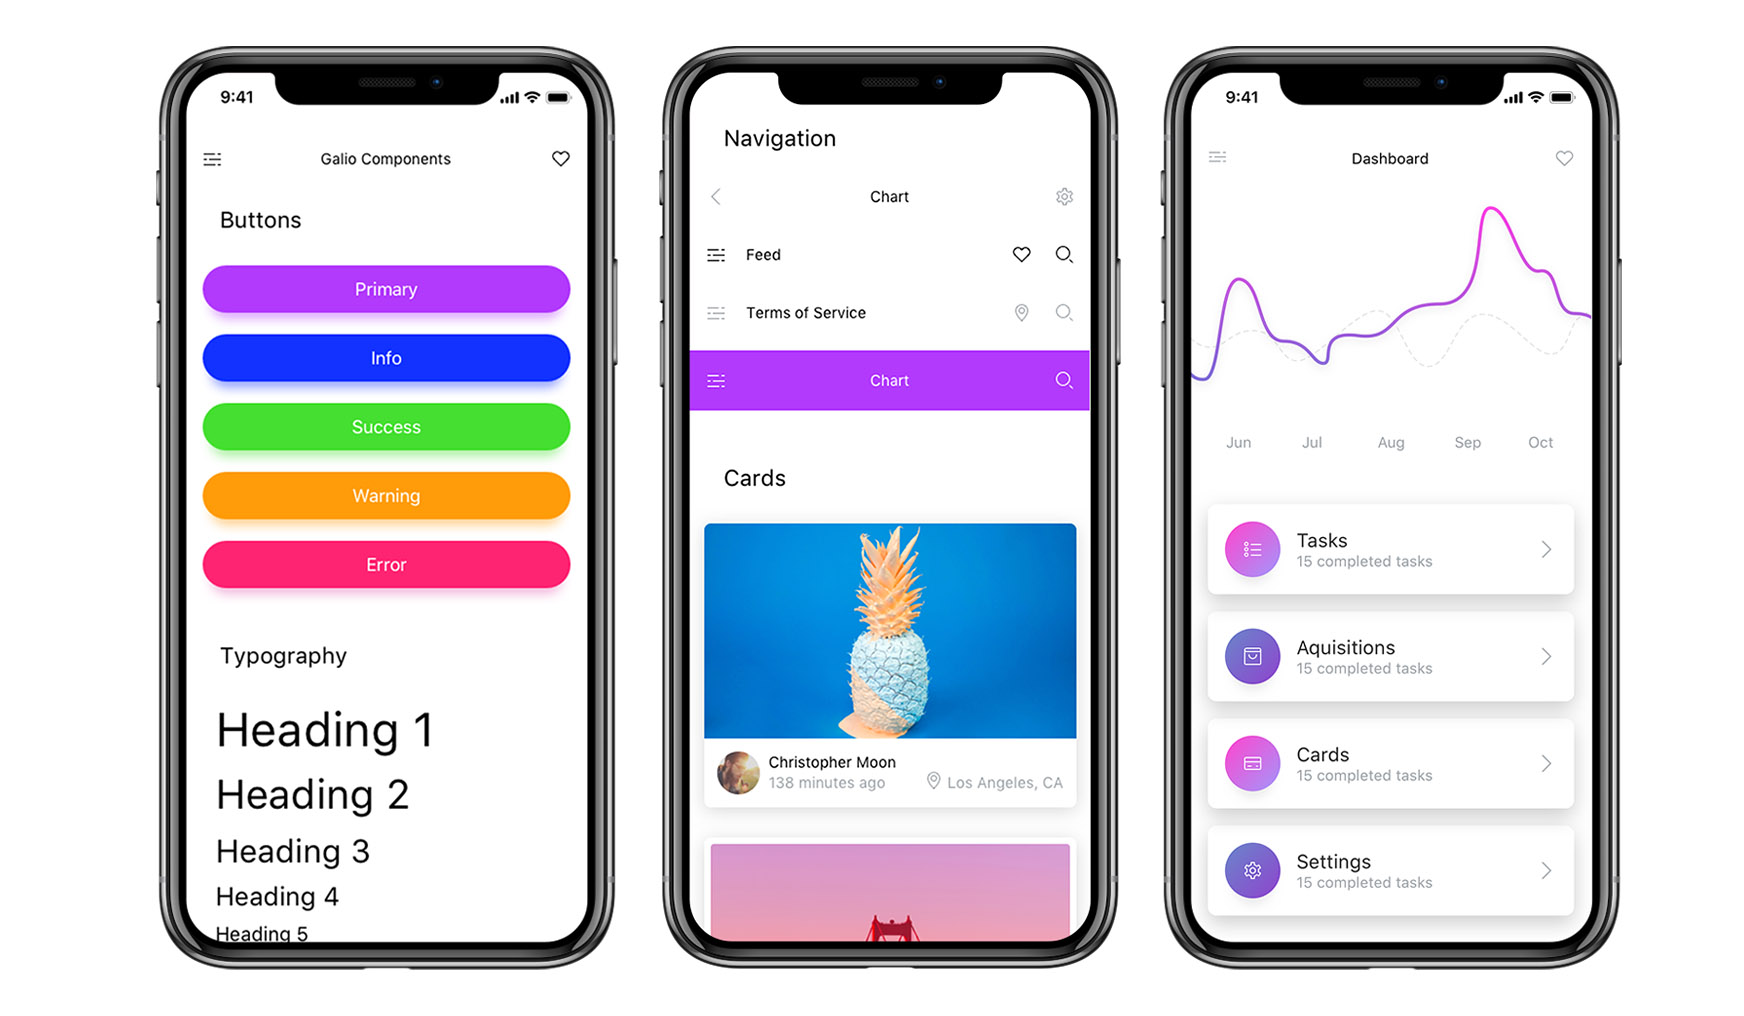 9:41
Galio Components
Buttons
Primary
Info
Success
Warning
Error
Typography
Heading 1
Heading 2
Heading 3
Heading 4
Heading 5
Navigation
Chart
Feed
Terms of Service
Chart
Cards
Christopher Moon
138 minutes ago
Los Angeles, CA
9:41
Dashboard
Jun Jul Aug Sep Oct
Tasks
15 completed tasks
Aquisitions
15 completed tasks
Cards
15 completed tasks
Settings
15 completed tasks